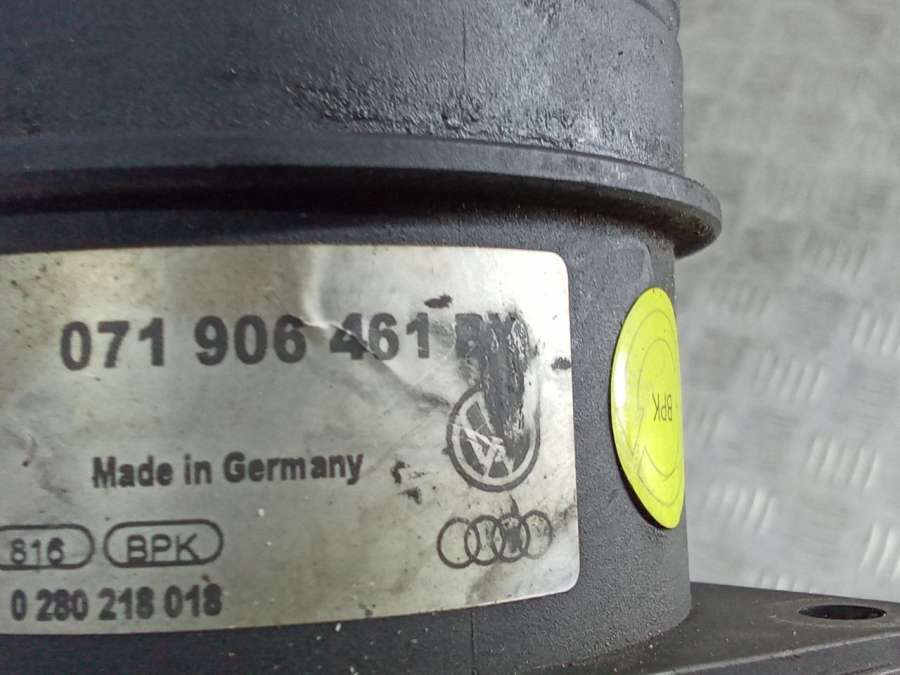 071 906 461
Made in Germany
816 BPK
0 280 218 018
BPK